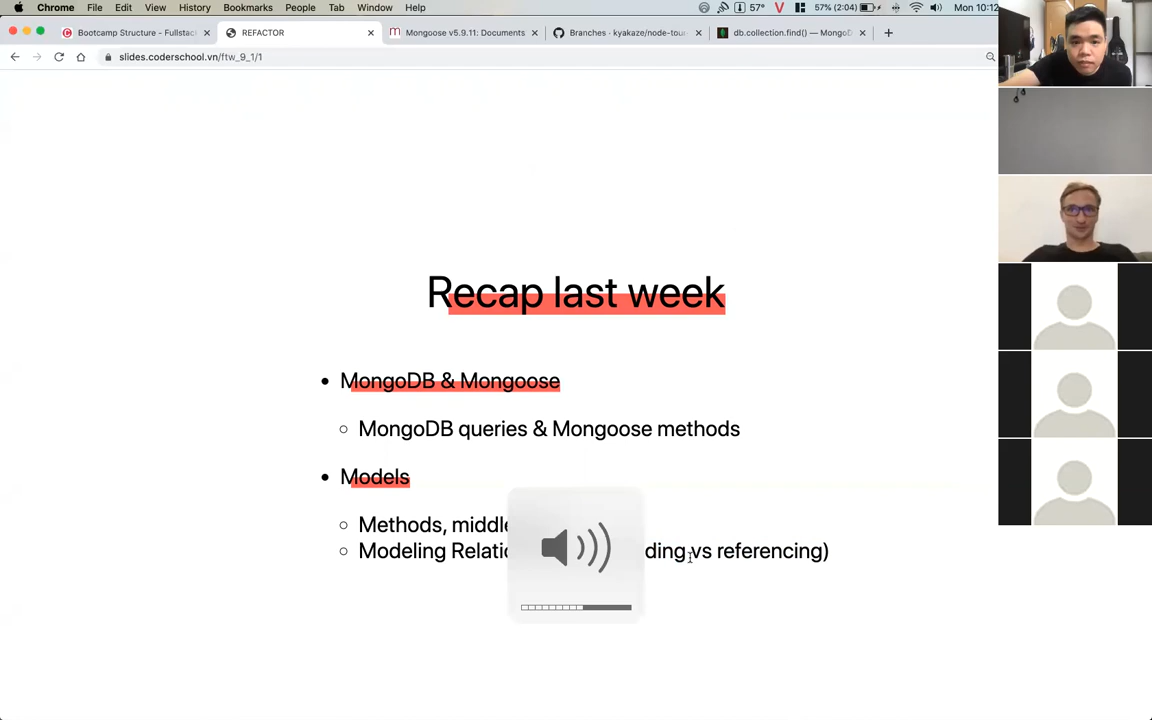 Chrome File Edit View History Bookmarks People Tab Window Help 57° 57% (2:04) Mon 10:12
Bootcamp Structure - Fullstac REFACTOR Mongoose v5.9.11: Documents Branches · kyakaze/node-tour db.collection.find() — MongoD
slides.coderschool.vn/ftw_9_1/1
Recap last week
MongoDB & Mongoose
MongoDB queries & Mongoose methods
Models
Methods, middle
Modeling Relatio ding vs referencing)